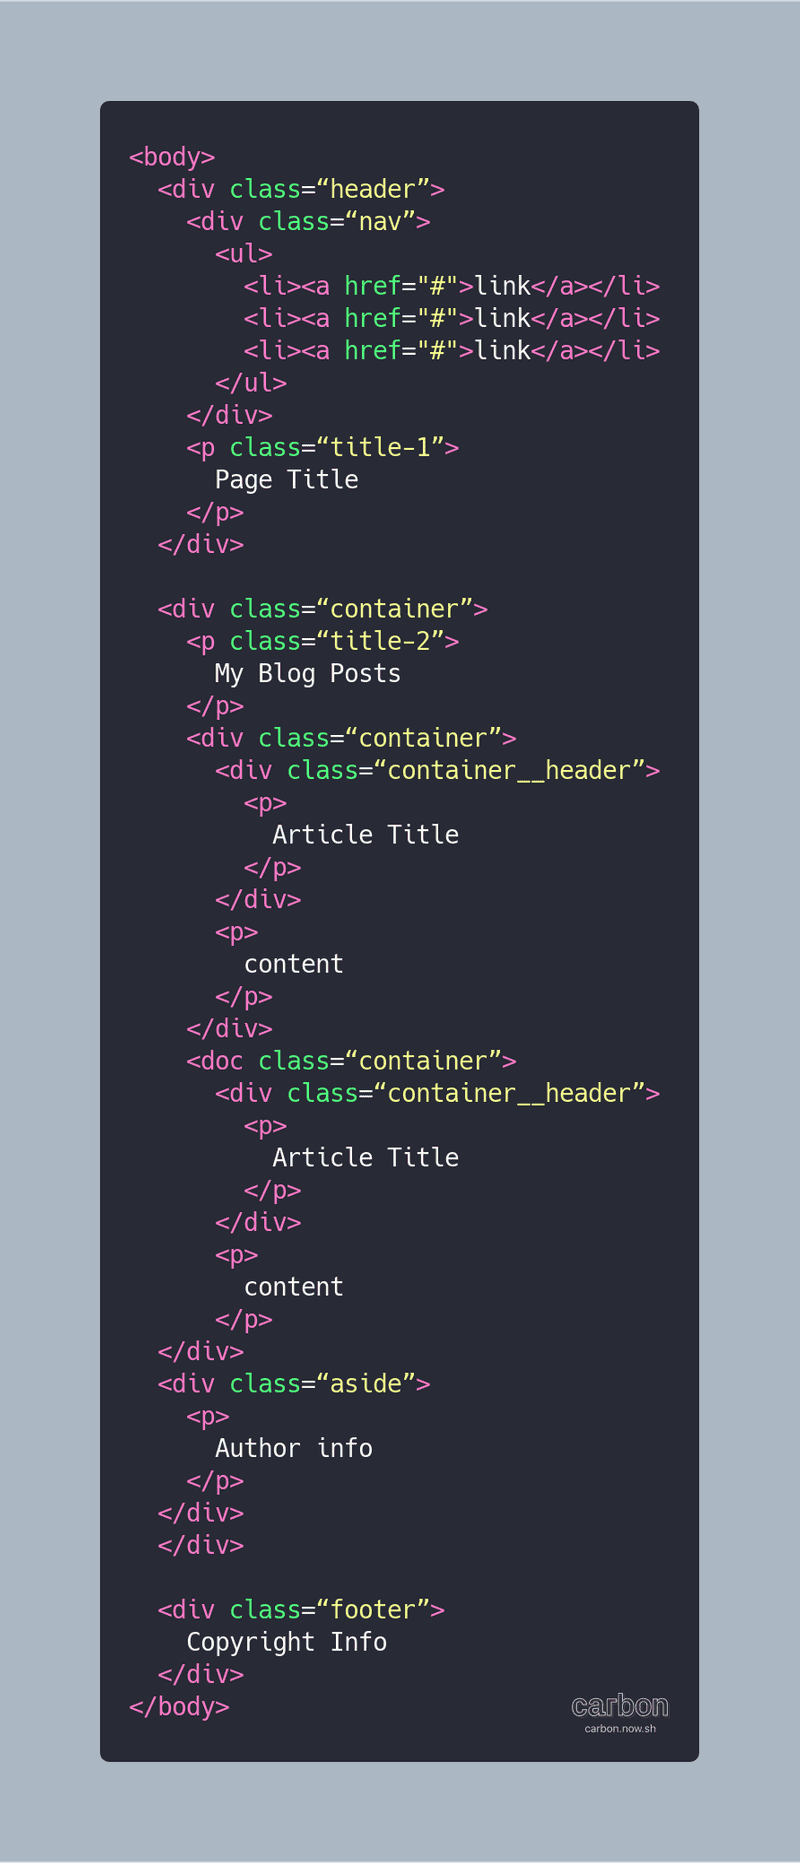 <body>
  <div class=“header”>
    <div class=“nav”>
      <ul>
        <li><a href="#">link</a></li>
        <li><a href="#">link</a></li>
        <li><a href="#">link</a></li>
      </ul>
    </div>
    <p class=“title-1”>
      Page Title
    </p>
  </div>

  <div class=“container”>
    <p class=“title-2”>
      My Blog Posts
    </p>
    <div class=“container”>
      <div class=“container__header”>
        <p>
          Article Title
        </p>
      </div>
      <p>
        content
      </p>
    </div>
    <doc class=“container”>
      <div class=“container__header”>
        <p>
          Article Title
        </p>
      </div>
      <p>
        content
      </p>
  </div>
  <div class=“aside”>
    <p>
      Author info
    </p>
  </div>
  </div>

  <div class=“footer”>
    Copyright Info
  </div>
</body>
carbon
carbon.now.sh